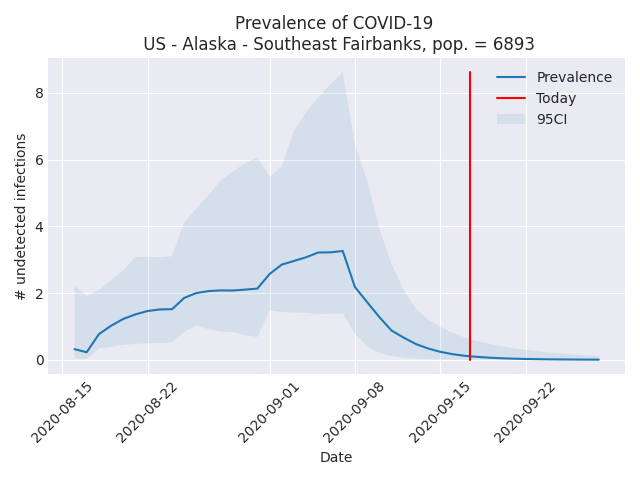 Prevalence of COVID-19
US - Alaska - Southeast Fairbanks, pop. = 6893
Prevalence
Today
95CI
# undetected infections
8
6
4
2
0
2020-08-15
2020-08-22
2020-09-01
2020-09-08
2020-09-15
2020-09-22
Date